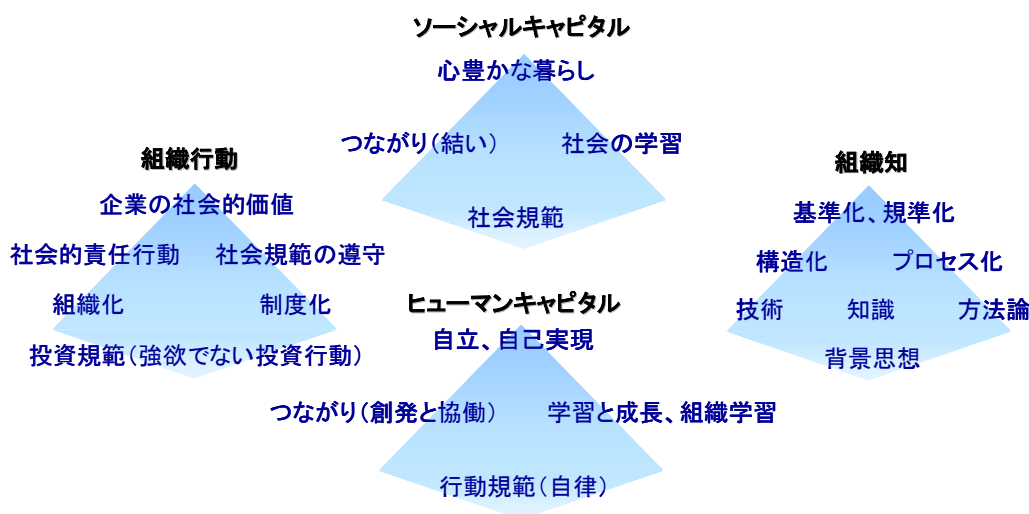 ソーシャルキャピタル
心豊かな暮らし
つながり(結い) 社会の学習
社会規範
組織行動
企業の社会的価値
社会的責任行動 社会規範の遵守
組織化 制度化
投資規範(強欲でない投資行動)
組織知
基準化、規準化
構造化 プロセス化
技術 知識 方法論
背景思想
ヒューマンキャピタル
自立、自己実現
つながり(創発と協働) 学習と成長、組織学習
行動規範(自律)